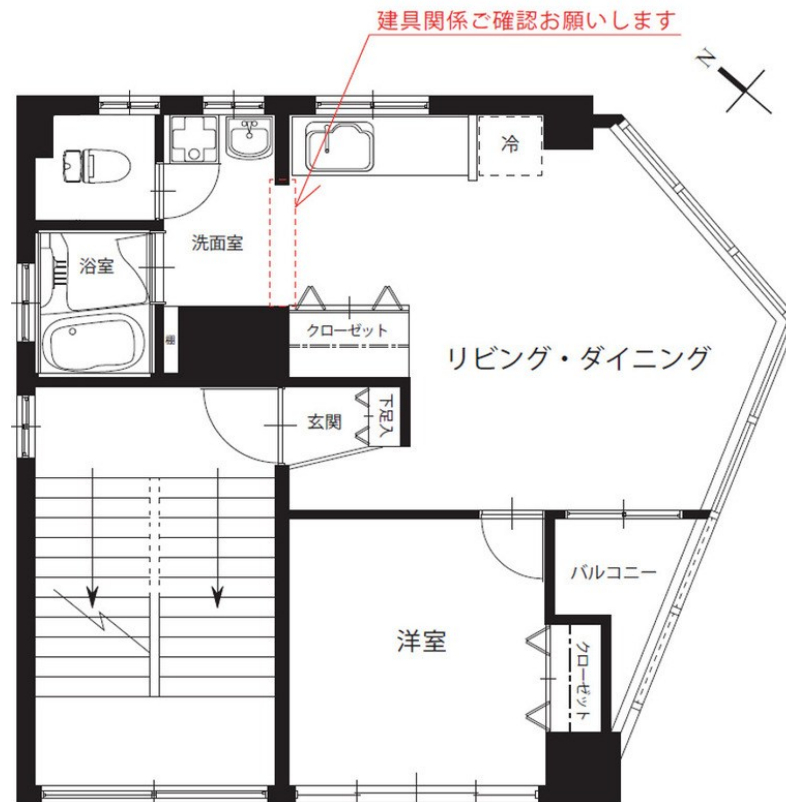 建具関係ご確認お願いします
N
冷
洗面室
浴室
クローゼット
棚
リビング・ダイニング
玄関
下足入
バルコニー
洋室
クローゼット